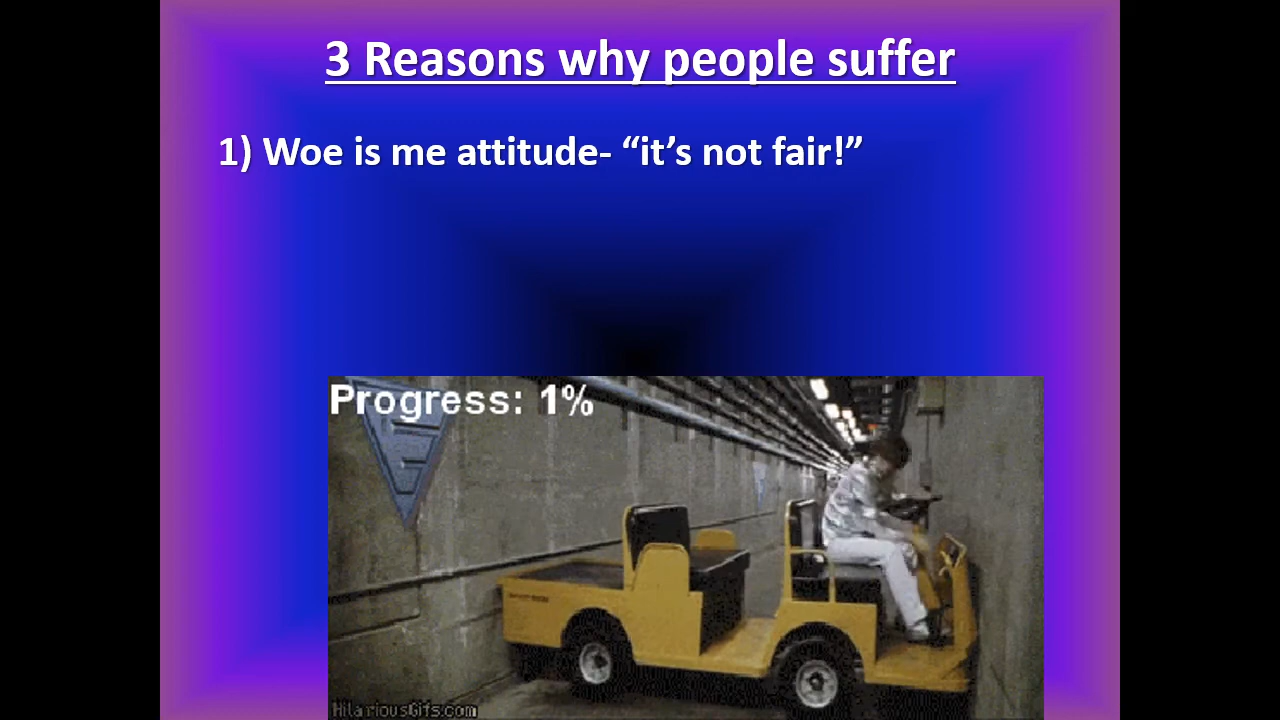 3 Reasons why people suffer
1) Woe is me attitude- “it’s not fair!”
Progress: 1%
HilariousGifs.com